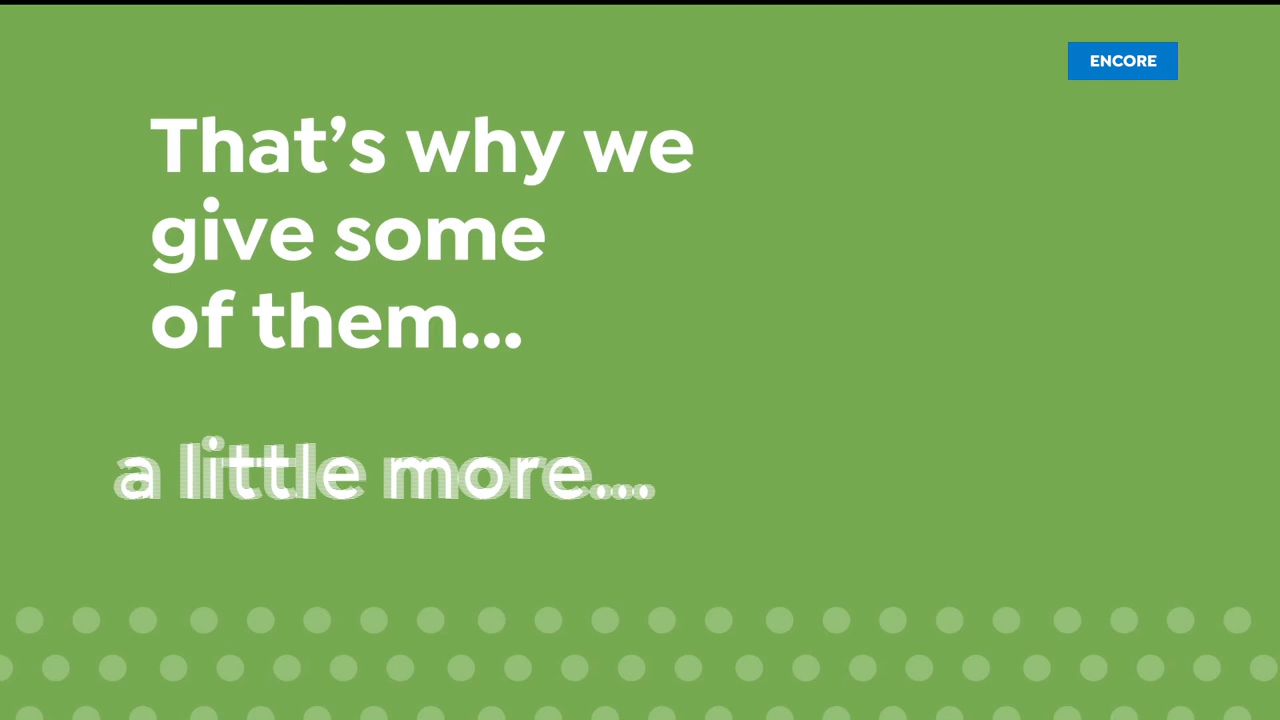 ENCORE
That’s why we
give some
of them...
a little more....